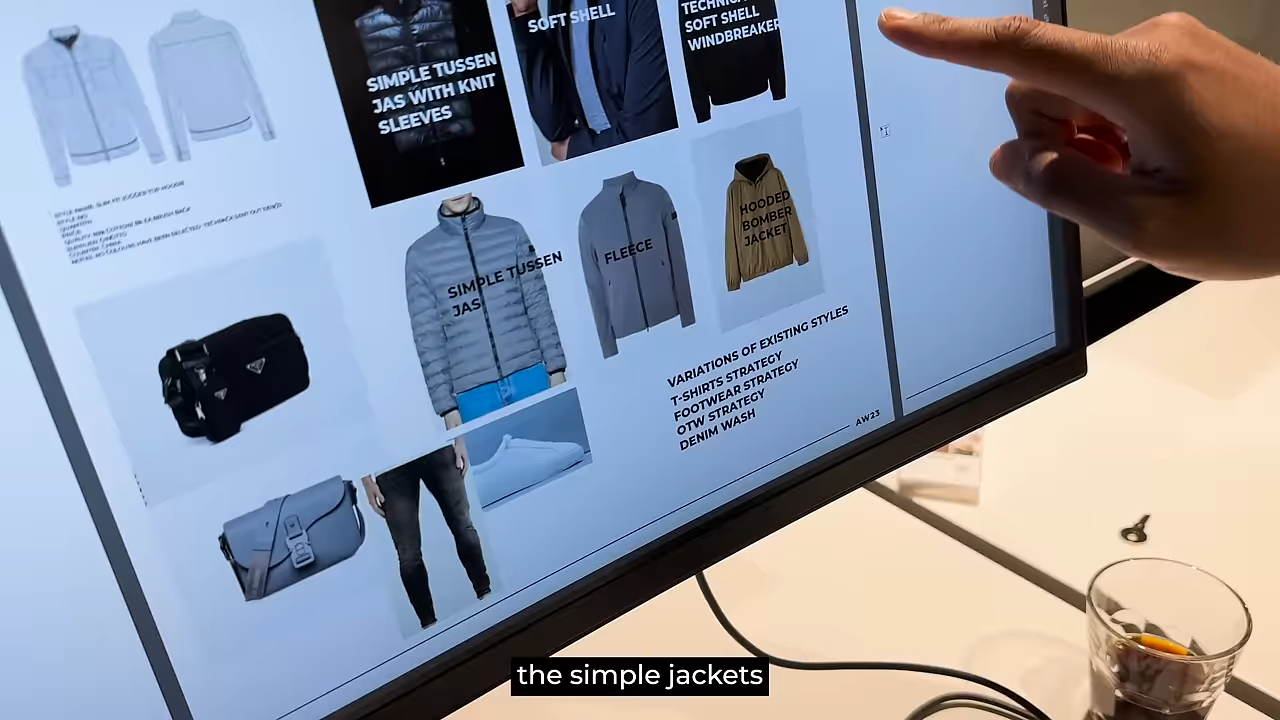 SIMPLE TUSSEN
JAS WITH KNIT
SLEEVES
SOFT SHELL
SOFT SHELL
WINDBREAKER
SIMPLE TUSSEN
JAS
FLEECE
HOODED
BOMBER
JACKET
VARIATIONS OF EXISTING STYLES
T-SHIRTS STRATEGY
FOOTWEAR STRATEGY
OTW STRATEGY
DENIM WASH
AW23
the simple jackets